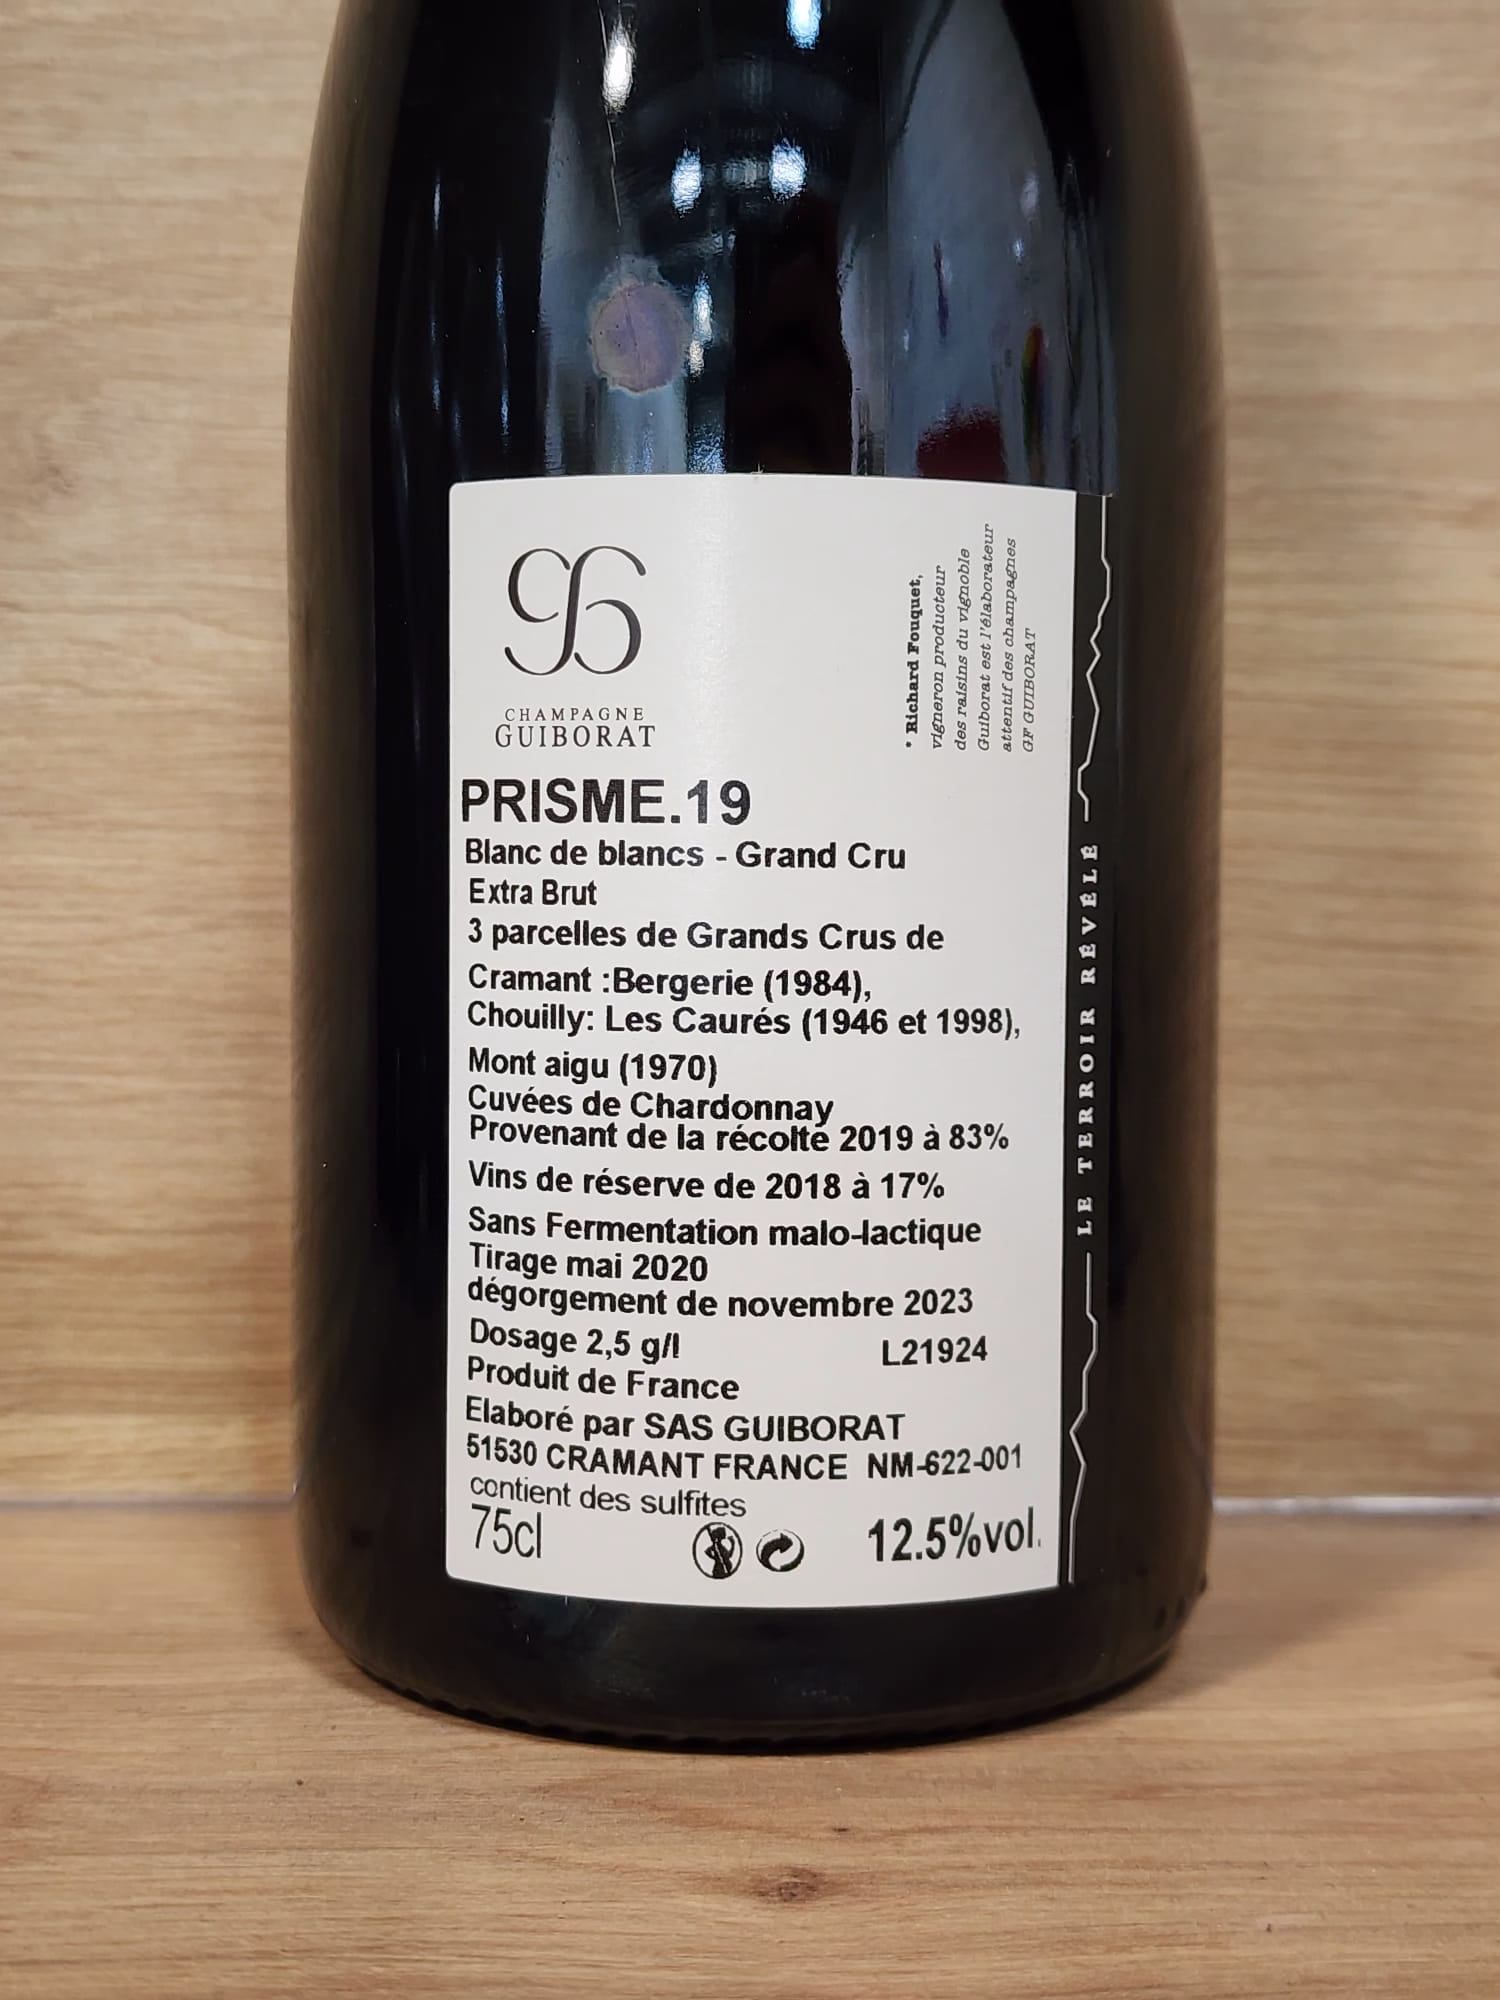 CHAMPAGNE
GUIBORAT
* Richard Fouquet,
vigneron producteur
des raisins du vignoble
Guiborat est l'élaborateur
attentif des champagnes
GF GUIBORAT
PRISME.19
Blanc de blancs - Grand Cru
Extra Brut
3 parcelles de Grands Crus de
Cramant :Bergerie (1984),
Chouilly: Les Caurés (1946 et 1998),
Mont aigu (1970)
Cuvées de Chardonnay
Provenant de la récolte 2019 à 83%
Vins de réserve de 2018 à 17%
Sans Fermentation malo-lactique
Tirage mai 2020
dégorgement de novembre 2023
Dosage 2,5 g/l L21924
Produit de France
Elaboré par SAS GUIBORAT
51530 CRAMANT FRANCE NM-622-001
contient des sulfites
75cl 12.5%vol.
LE TERROIR RÉVÉLÉ